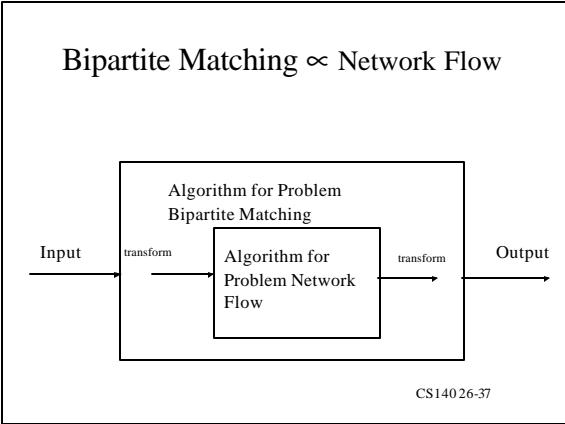 Bipartite Matching ∝ Network Flow
Algorithm for Problem
Bipartite Matching
Input
transform
Algorithm for
Problem Network
Flow
transform
Output
CS140 26-37